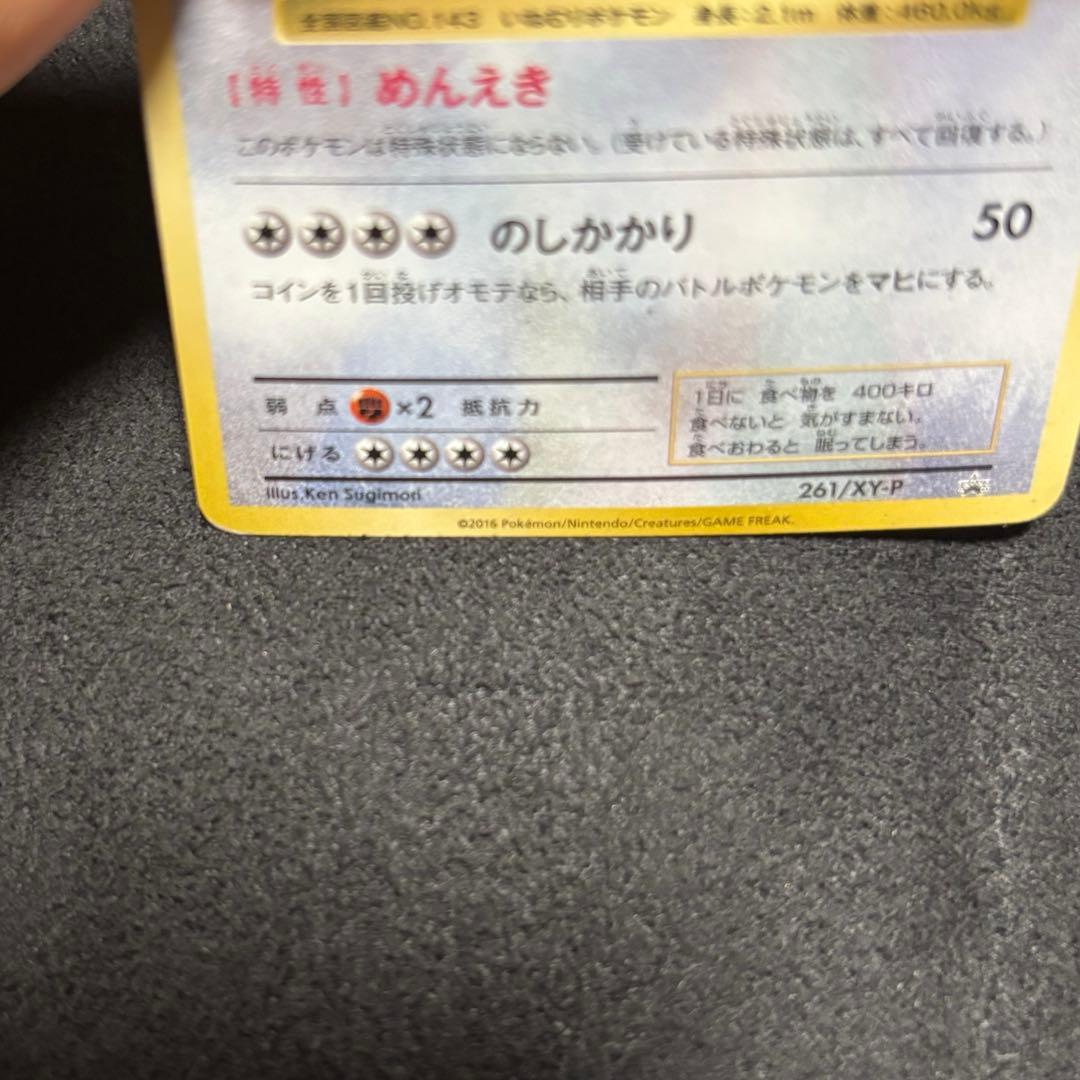 全国図鑑NO.143 いねむりポケモン 身長:2.1m 体重:460.0kg
[特性] めんえき
このポケモンは特殊状態にならない。(受けている特殊状態は、すべて回復する。)
のしかかり 50
コインを1回投げオモテなら、相手のバトルポケモンをマヒにする。
弱点 ×2 抵抗力
にげる
1日に 食べ物を 400キロ
食べないと 気がすまない。
食べおわると 眠ってしまう。
Illus.Ken Sugimori
261/XY-P
©2016 Pokémon/Nintendo/Creatures/GAME FREAK.